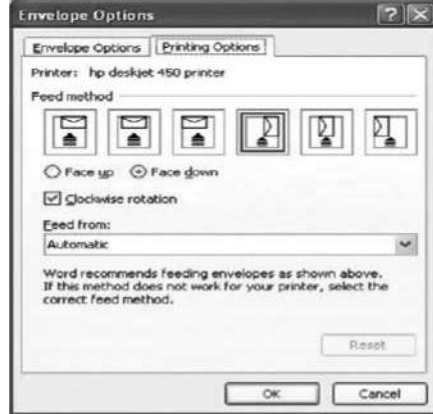 Envelope Options
Envelope Options Printing Options
Printer: hp deskjet 450 printer
Feed method
Face up Face down
Clockwise rotation
Feed from:
Automatic
Word recommends feeding envelopes as shown above.
If this method does not work for your printer, select the
correct feed method.
Reset
OK Cancel